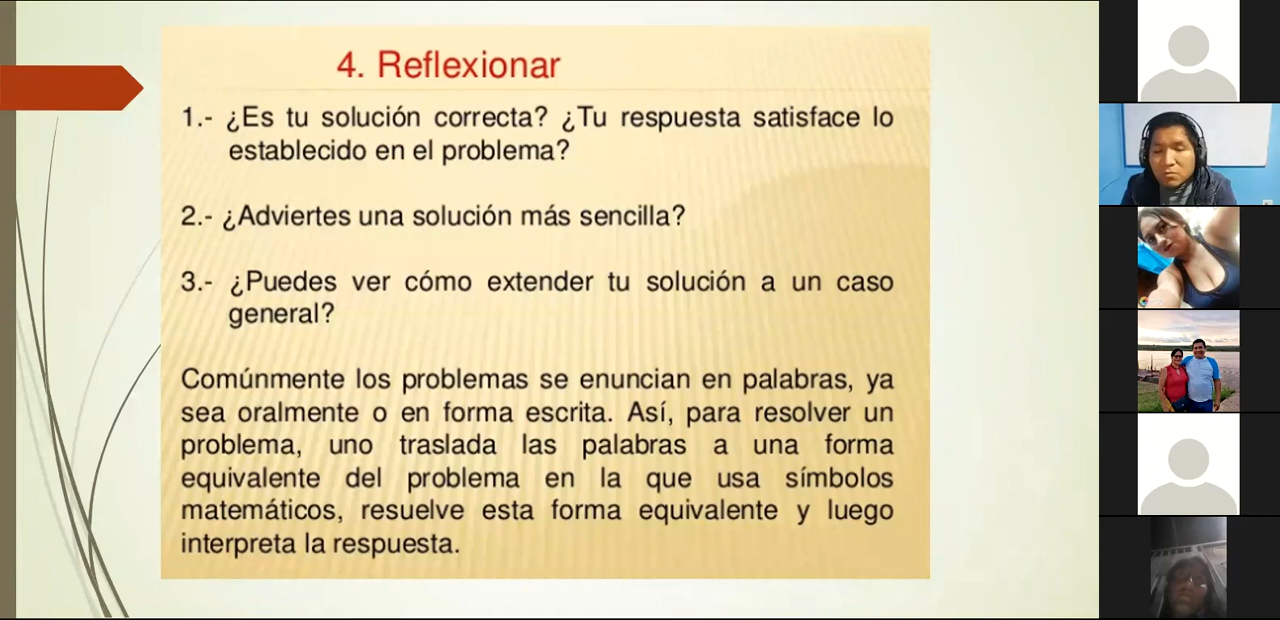 4. Reflexionar
1.- ¿Es tu solución correcta? ¿Tu respuesta satisface lo
establecido en el problema?
2.- ¿Adviertes una solución más sencilla?
3.- ¿Puedes ver cómo extender tu solución a un caso
general?
Comúnmente los problemas se enuncian en palabras, ya
sea oralmente o en forma escrita. Así, para resolver un
problema, uno traslada las palabras a una forma
equivalente del problema en la que usa símbolos
matemáticos, resuelve esta forma equivalente y luego
interpreta la respuesta.